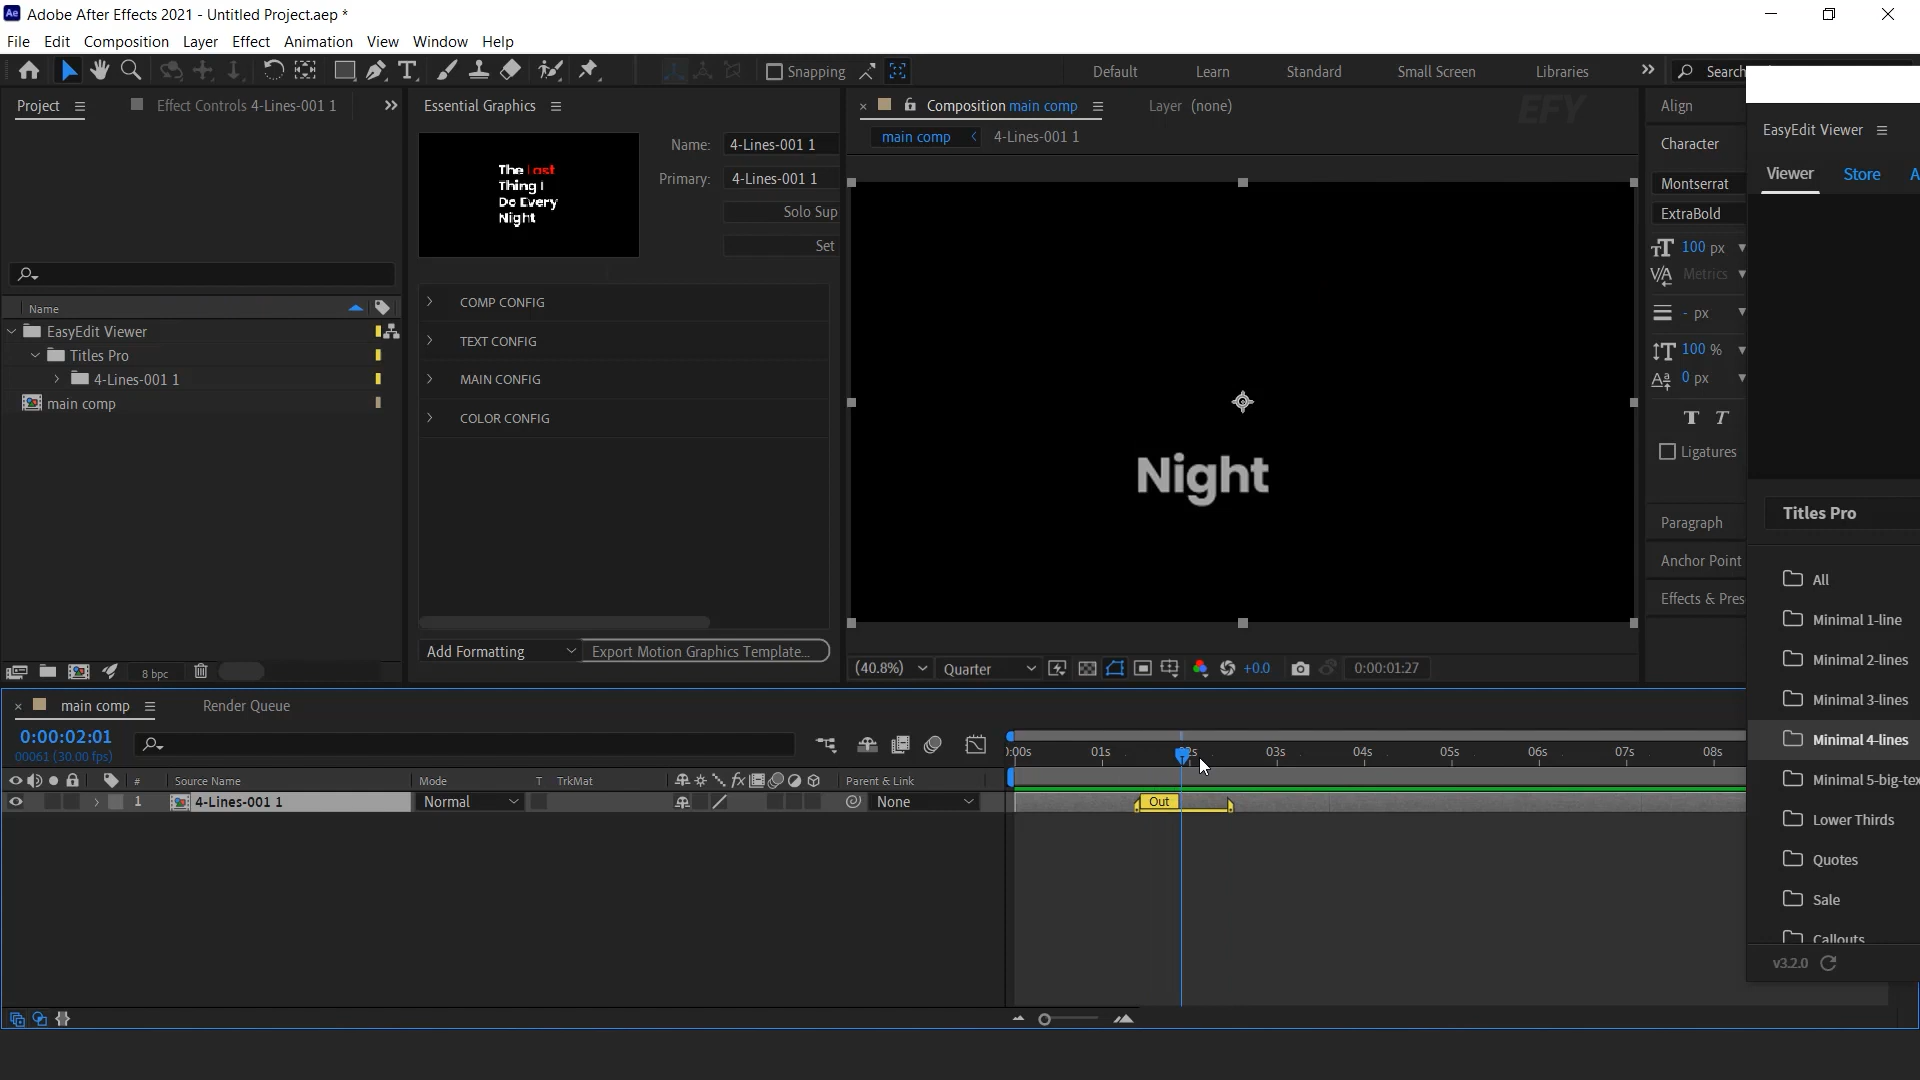 Ae Adobe After Effects 2021 - Untitled Project.aep *
File Edit Composition Layer Effect Animation View Window Help
Snapping Default Learn Standard Small Screen Libraries Search
Project Effect Controls 4-Lines-001 1 Essential Graphics Composition main comp Layer (none) EFY Align
main comp 4-Lines-001 1
EasyEdit Viewer
Character
Name: 4-Lines-001 1
Primary: 4-Lines-001 1
Solo Sup
Set
The Last
Thing I
Do Every
Night
Viewer Store A
Montserrat
ExtraBold
100 px
Metrics
- px
100 %
0 px
T T
Ligatures
Paragraph
Anchor Point
Effects & Pres
Name
EasyEdit Viewer
Titles Pro
4-Lines-001 1
main comp
COMP CONFIG
TEXT CONFIG
MAIN CONFIG
COLOR CONFIG
Night
Add Formatting Export Motion Graphics Template...
8 bpc
(40.8%) Quarter +0.0 0:00:01:27
Titles Pro
All
Minimal 1-line
Minimal 2-lines
Minimal 3-lines
Minimal 4-lines
Minimal 5-big-tex
Lower Thirds
Quotes
Sale
Callouts
v3.2.0
main comp Render Queue
0:00:02:01
00061 (30.00 fps)
):00s 01s 02s 03s 04s 05s 06s 07s 08s
# Source Name Mode T TrkMat fx Parent & Link
1 4-Lines-001 1 Normal None Out